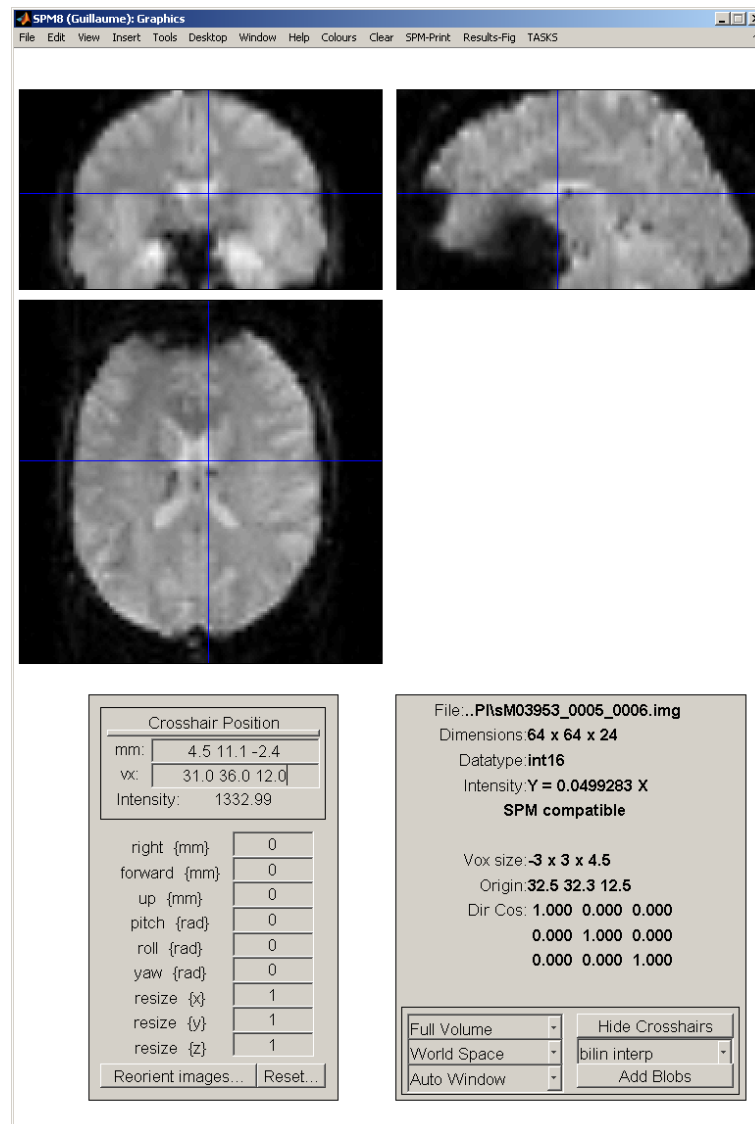 SPM8 (Guillaume): Graphics
File Edit View Insert Tools Desktop Window Help Colours Clear SPM-Print Results-Fig TASKS
Crosshair Position
mm: 4.5 11.1 -2.4
vx: 31.0 36.0 12.0
Intensity: 1332.99
right {mm} 0
forward {mm} 0
up {mm} 0
pitch {rad} 0
roll {rad} 0
yaw {rad} 0
resize {x} 1
resize {y} 1
resize {z} 1
Reorient images... Reset...
File:..PI\sM03953_0005_0006.img
Dimensions:64 x 64 x 24
Datatype:int16
Intensity:Y = 0.0499283 X
SPM compatible
Vox size:-3 x 3 x 4.5
Origin:32.5 32.3 12.5
Dir Cos: 1.000 0.000 0.000
0.000 1.000 0.000
0.000 0.000 1.000
Full Volume Hide Crosshairs
World Space bilin interp
Auto Window Add Blobs